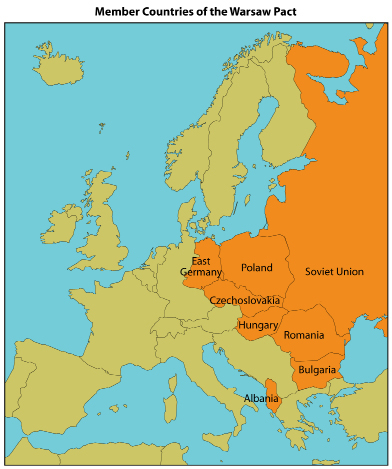 Member Countries of the Warsaw Pact
East
Germany
Poland
Soviet Union
Czechoslovakia
Hungary
Romania
Bulgaria
Albania